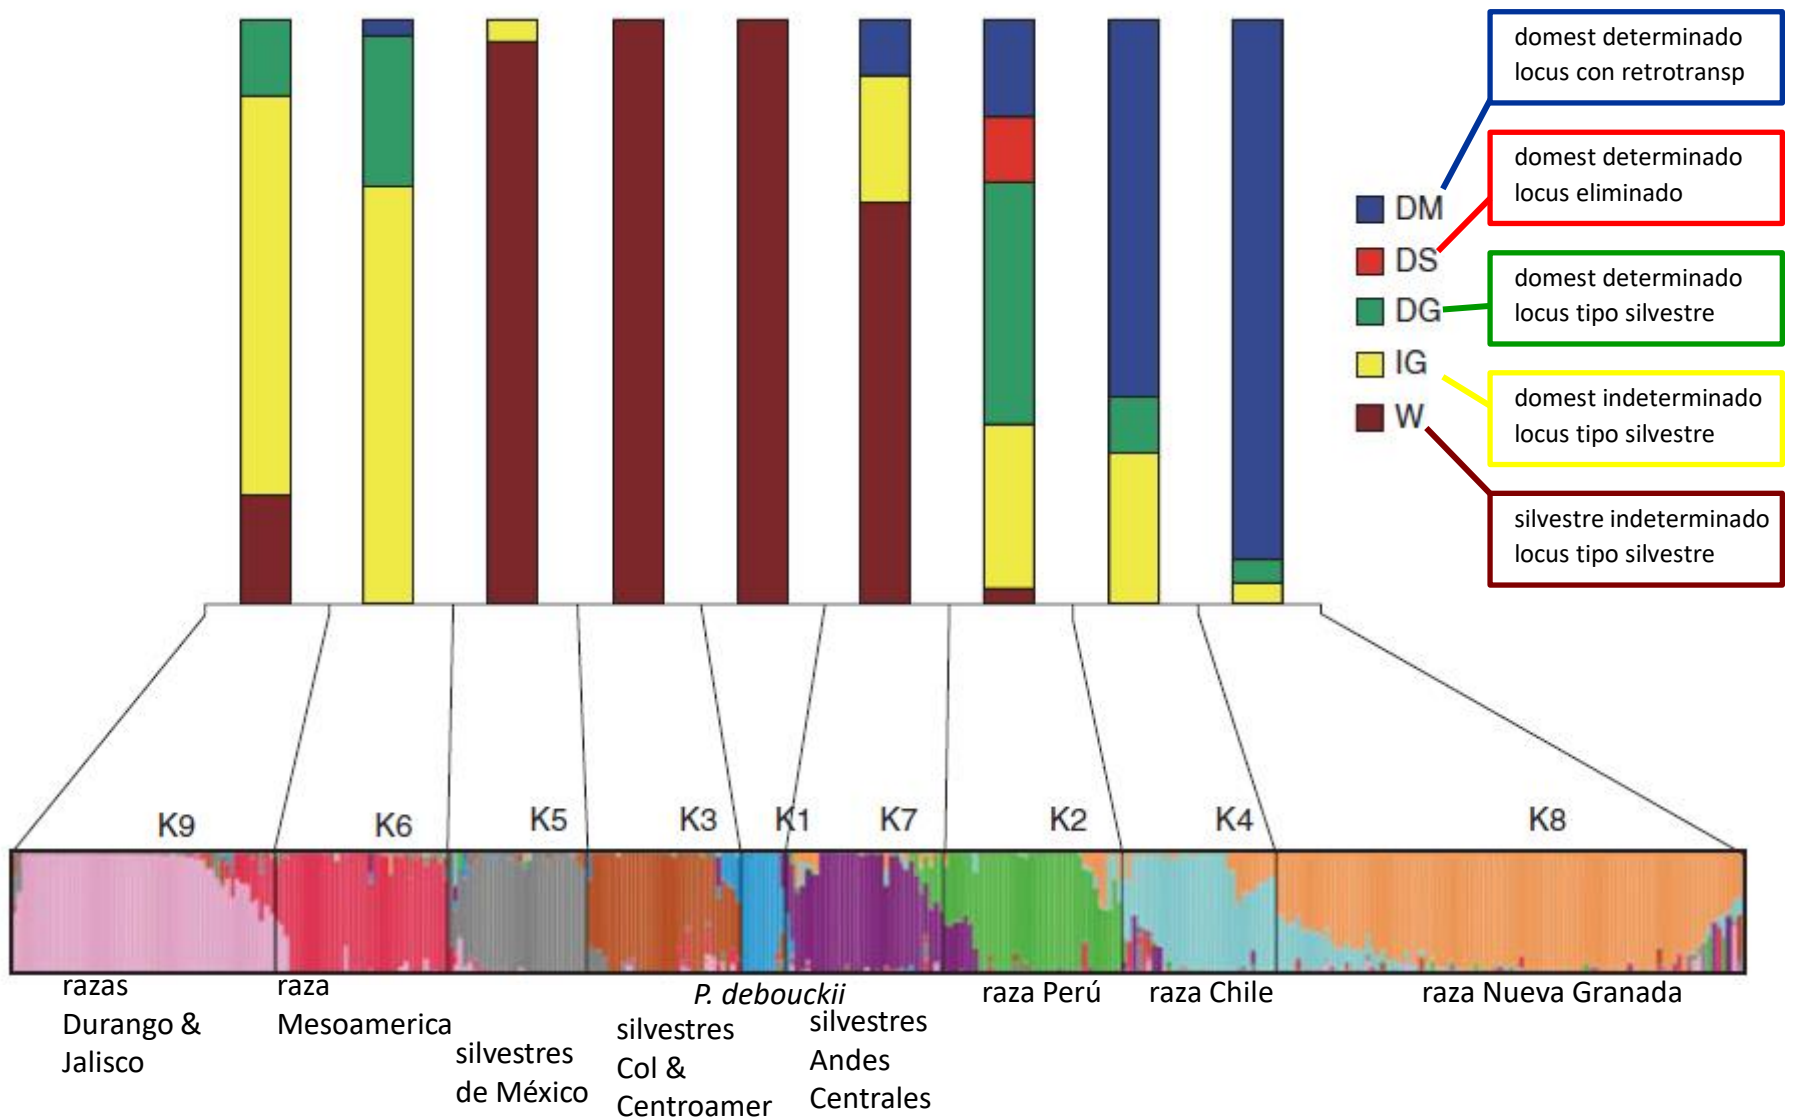 domest determinado
locus con retrotransp
domest determinado
locus eliminado
domest determinado
locus tipo silvestre
domest indeterminado
locus tipo silvestre
silvestre indeterminado
locus tipo silvestre
DM
DS
DG
IG
W
K9
K6
K5
K3
K1
K7
K2
K4
K8
razas
Durango &
Jalisco
raza
Mesoamerica
silvestres
de México
silvestres
Col &
Centroamer
P. debouckii
silvestres
Andes
Centrales
raza Perú
raza Chile
raza Nueva Granada